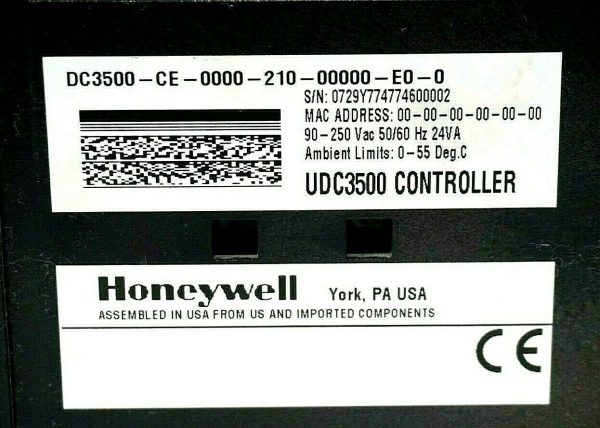 DC3500-CE-0000-210-00000-E0-0
S/N: 0729Y774774600002
MAC ADDRESS: 00-00-00-00-00-00
90-250 Vac 50/60 Hz 24VA
Ambient Limits: 0-55 Deg.C
UDC3500 CONTROLLER
Honeywell York, PA USA
ASSEMBLED IN USA FROM US AND IMPORTED COMPONENTS
CE